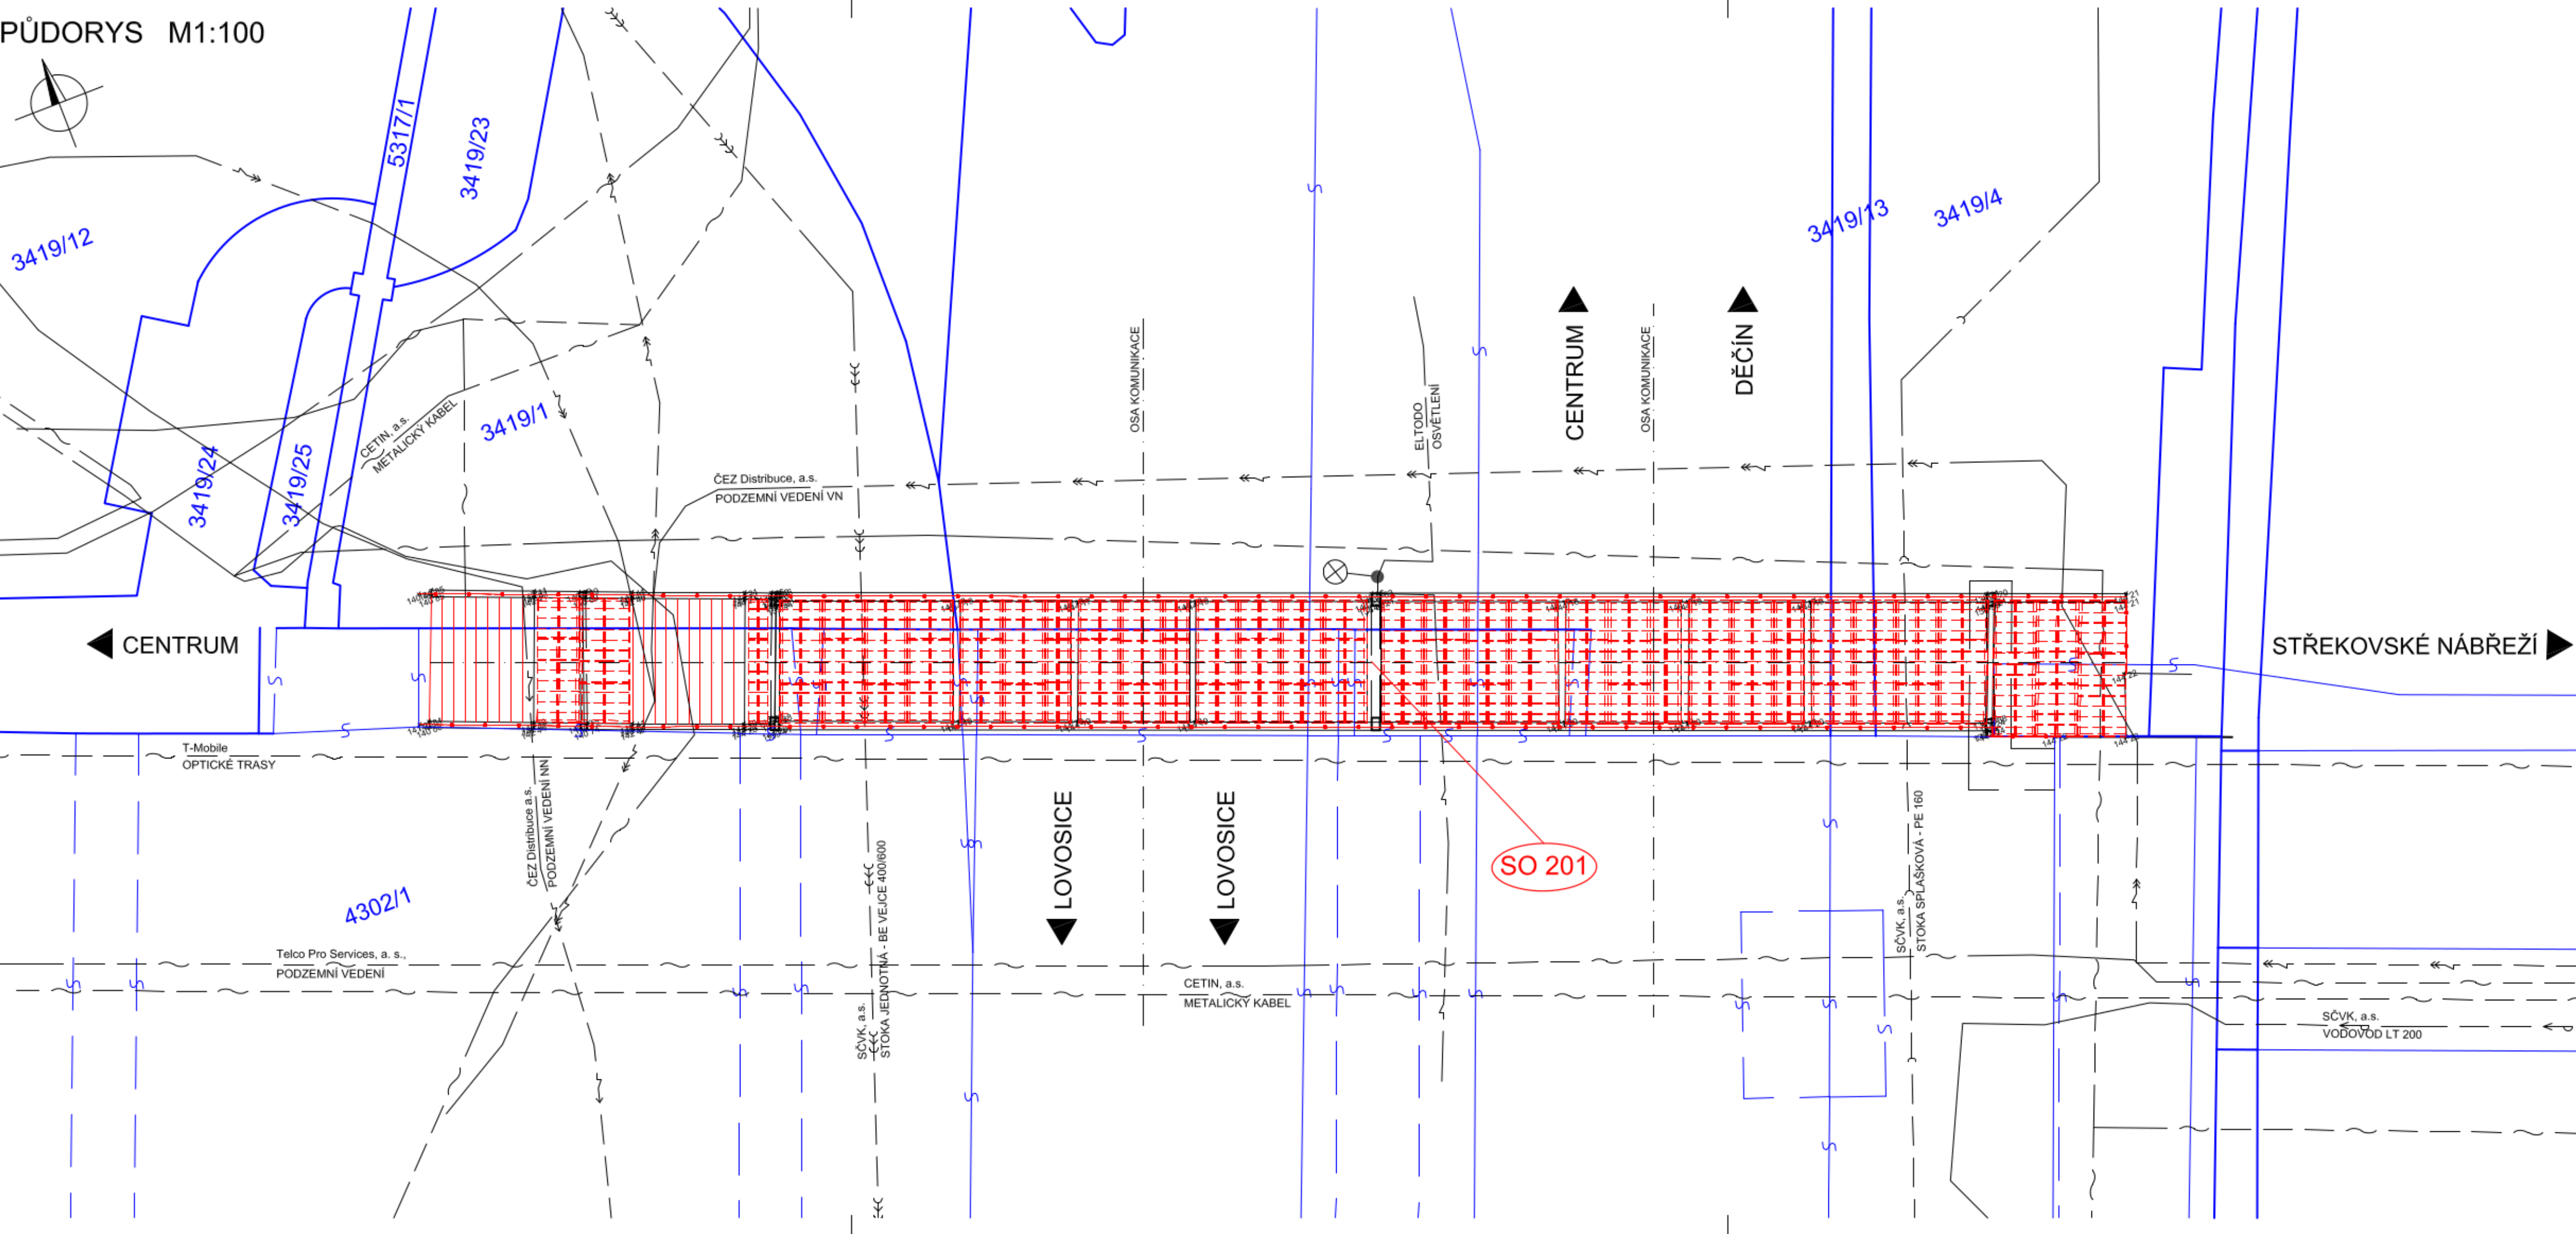 PŮDORYS   M1:100
5317/1
3419/23
3419/12
3419/13
3419/4
3419/24
3419/25
CETIN, a.s.
METALICKÝ KABEL
3419/1
ČEZ Distribuce, a.s.
PODZEMNÍ VEDENÍ VN
OSA KOMUNIKACE
ELTODO
OSVĚTLENÍ
CENTRUM
OSA KOMUNIKACE
DĚČÍN
CENTRUM
STŘEKOVSKÉ NÁBŘEŽÍ
T-Mobile
OPTICKÉ TRASY
ČEZ Distribuce a.s.
PODZEMNÍ VEDENÍ NN
4302/1
SČVK, a.s.
STOKA JEDNOTNÁ - BE VEJCE 400/600
LOVOSICE
LOVOSICE
SO 201
SČVK, a.s.
STOKA SPLAŠKOVÁ - PE 160
Telco Pro Services, a. s.,
PODZEMNÍ VEDENÍ
CETIN, a.s.
METALICKÝ KABEL
SČVK, a.s.
VODOVOD LT 200